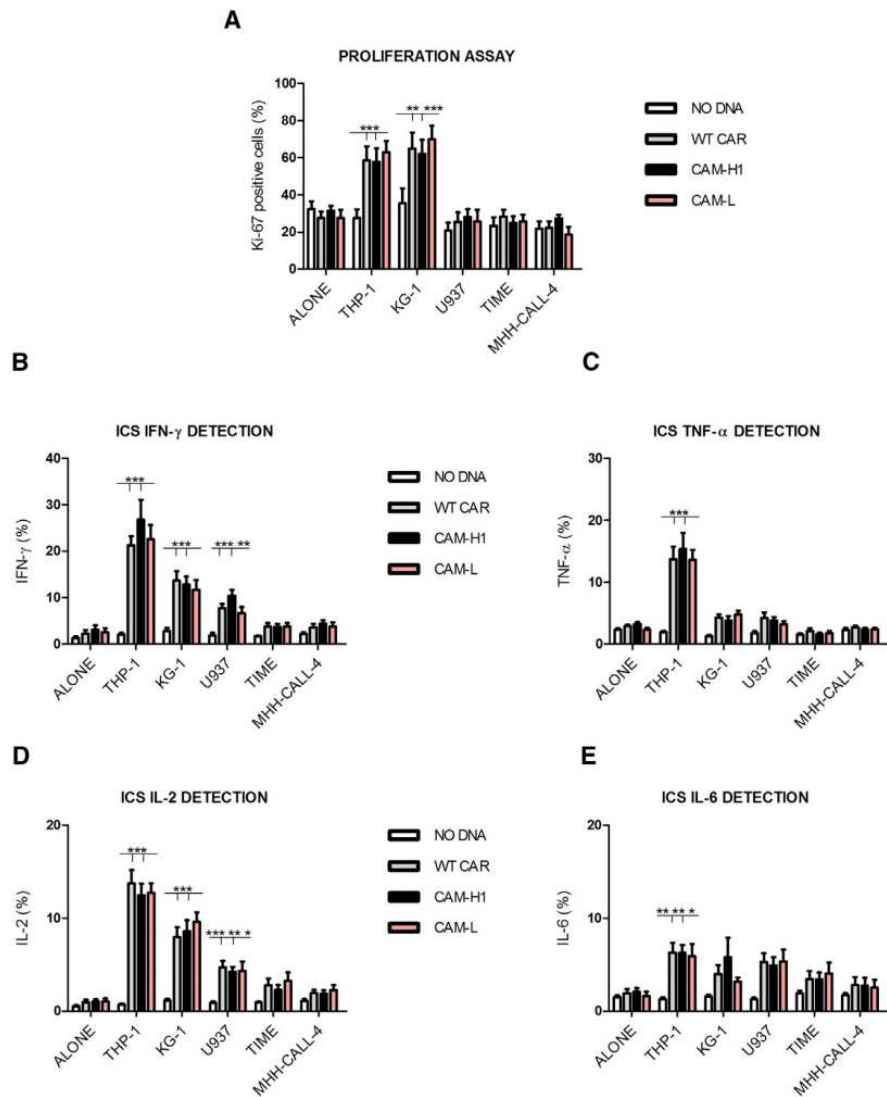 A
PROLIFERATION ASSAY
Ki-67 positive cells (%)
100
80
60
40
20
0
*** ** ***
ALONE
THP-1
KG-1
U937
TIME
MHH-CALL-4
NO DNA
WT CAR
CAM-H1
CAM-L
B
ICS IFN-γ DETECTION
IFN-γ (%)
40
30
20
10
0
*** *** *** **
ALONE
THP-1
KG-1
U937
TIME
MHH-CALL-4
NO DNA
WT CAR
CAM-H1
CAM-L
C
ICS TNF-α DETECTION
TNF-α (%)
30
20
10
0
***
ALONE
THP-1
KG-1
U937
TIME
MHH-CALL-4
D
ICS IL-2 DETECTION
IL-2 (%)
20
10
0
*** *** *** ** *
ALONE
THP-1
KG-1
U937
TIME
MHH-CALL-4
NO DNA
WT CAR
CAM-H1
CAM-L
E
ICS IL-6 DETECTION
IL-6 (%)
20
10
0
** ** *
ALONE
THP-1
KG-1
U937
TIME
MHH-CALL-4